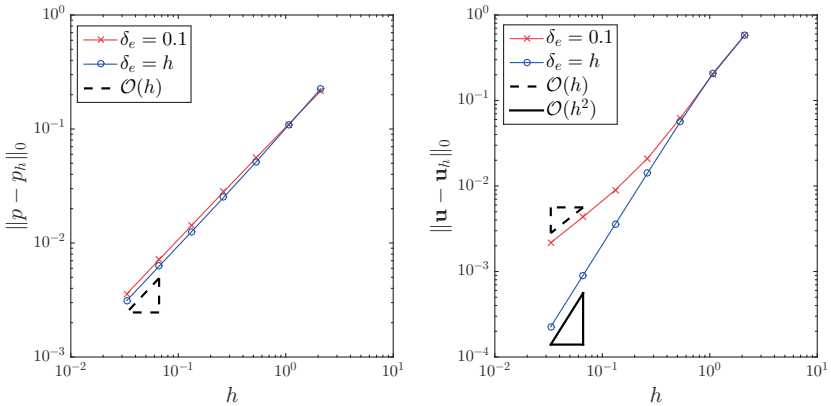 10^0
10^{-1}
10^{-2}
10^{-3}
‖p − p_h‖_0
δ_e = 0.1
δ_e = h
𝒪(h)
10^{-2} 10^{-1} 10^0 10^1
h
10^0
10^{-1}
10^{-2}
10^{-3}
10^{-4}
‖𝐮 − 𝐮_h‖_0
δ_e = 0.1
δ_e = h
𝒪(h)
𝒪(h^2)
10^{-2} 10^{-1} 10^0 10^1
h